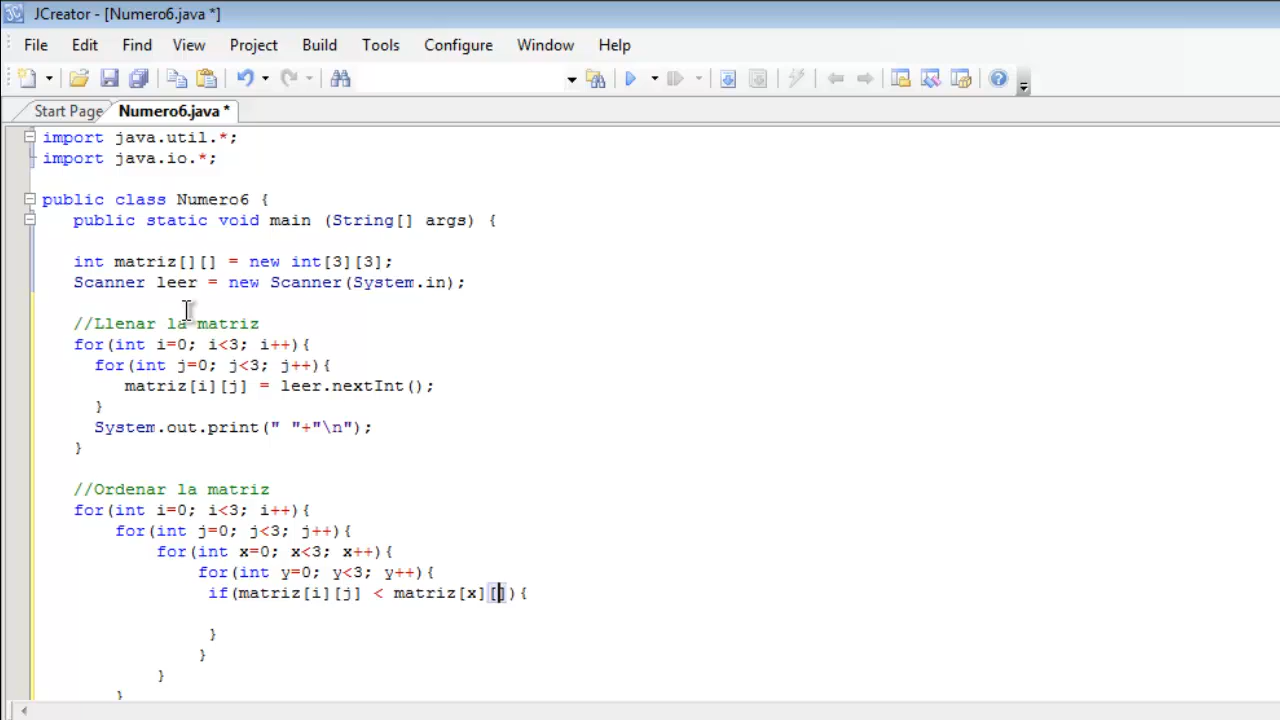 JCreator - [Numero6.java *]
File Edit Find View Project Build Tools Configure Window Help
Start Page Numero6.java *
import java.util.*;
import java.io.*;
public class Numero6 {
public static void main (String[] args) {
int matriz[][] = new int[3][3];
Scanner leer = new Scanner(System.in);
//Llenar la matriz
for(int i=0; i<3; i++){
for(int j=0; j<3; j++){
matriz[i][j] = leer.nextInt();
}
System.out.print(" "+"\n");
}
//Ordenar la matriz
for(int i=0; i<3; i++){
for(int j=0; j<3; j++){
for(int x=0; x<3; x++){
for(int y=0; y<3; y++){
if(matriz[i][j] < matriz[x][]){
}
}
}
}